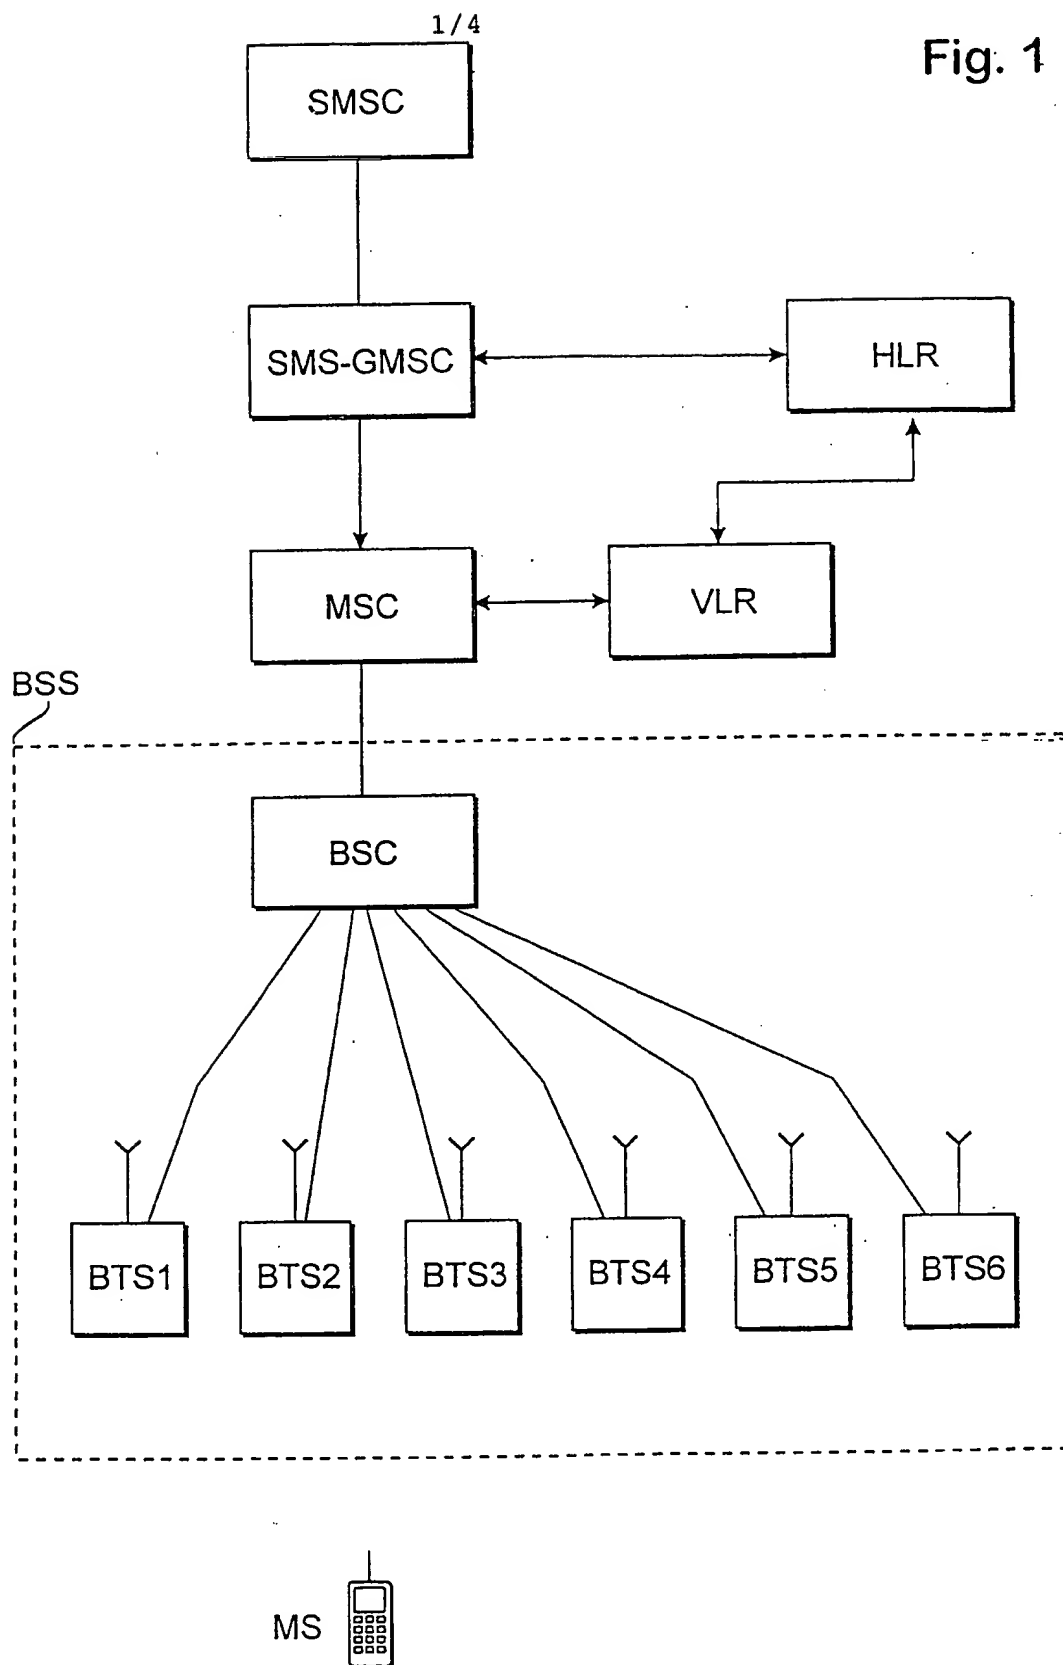 1/4
Fig. 1
SMSC
SMS-GMSC
HLR
MSC
VLR
BSS
BSC
BTS1
BTS2
BTS3
BTS4
BTS5
BTS6
MS